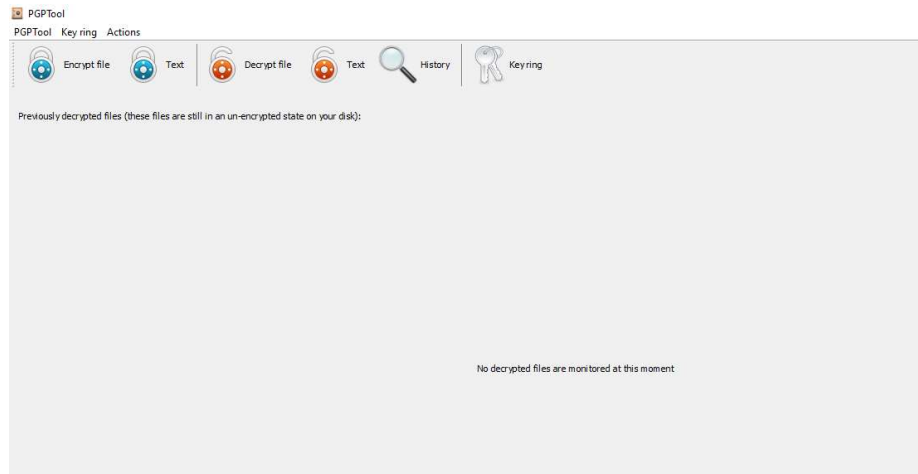 PGPTool
PGPTool Key ring Actions
Encrypt file Text Decrypt file Text History Key ring
Previously decrypted files (these files are still in an un-encrypted state on your disk):
No decrypted files are monitored at this moment